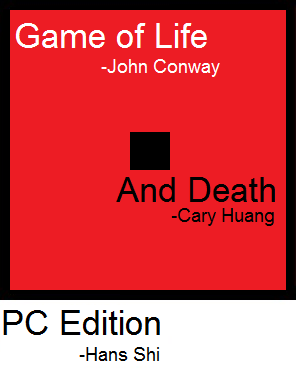 Game of Life
-John Conway
And Death
-Cary Huang
PC Edition
-Hans Shi